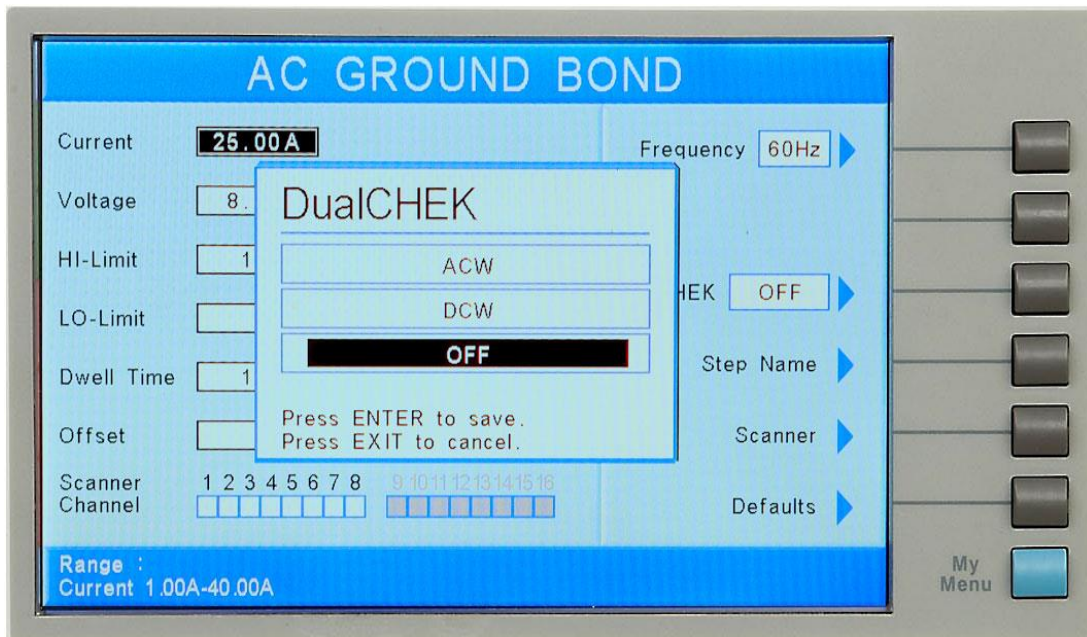 AC GROUND BOND
Current 25.00A
Voltage 8.
HI-Limit 1
LO-Limit
Dwell Time 1
Offset
Scanner
Channel
1 2 3 4 5 6 7 8 9 10 11 12 13 14 15 16
DualCHEK
ACW
DCW
OFF
Press ENTER to save.
Press EXIT to cancel.
Frequency 60Hz
HEK OFF
Step Name
Scanner
Defaults
Range :
Current 1.00A-40.00A
My
Menu